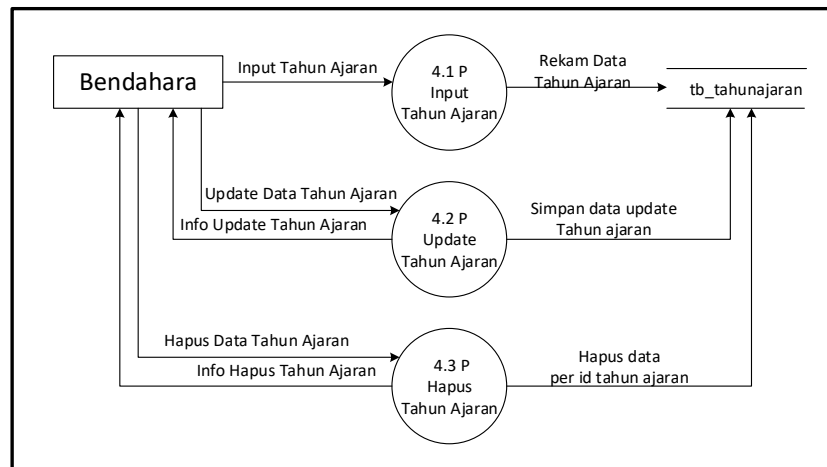 Bendahara
Input Tahun Ajaran
4.1 P
Input
Tahun Ajaran
Rekam Data
Tahun Ajaran
tb_tahunajaran
Update Data Tahun Ajaran
Info Update Tahun Ajaran
4.2 P
Update
Tahun Ajaran
Simpan data update
Tahun ajaran
Hapus Data Tahun Ajaran
Info Hapus Tahun Ajaran
4.3 P
Hapus
Tahun Ajaran
Hapus data
per id tahun ajaran